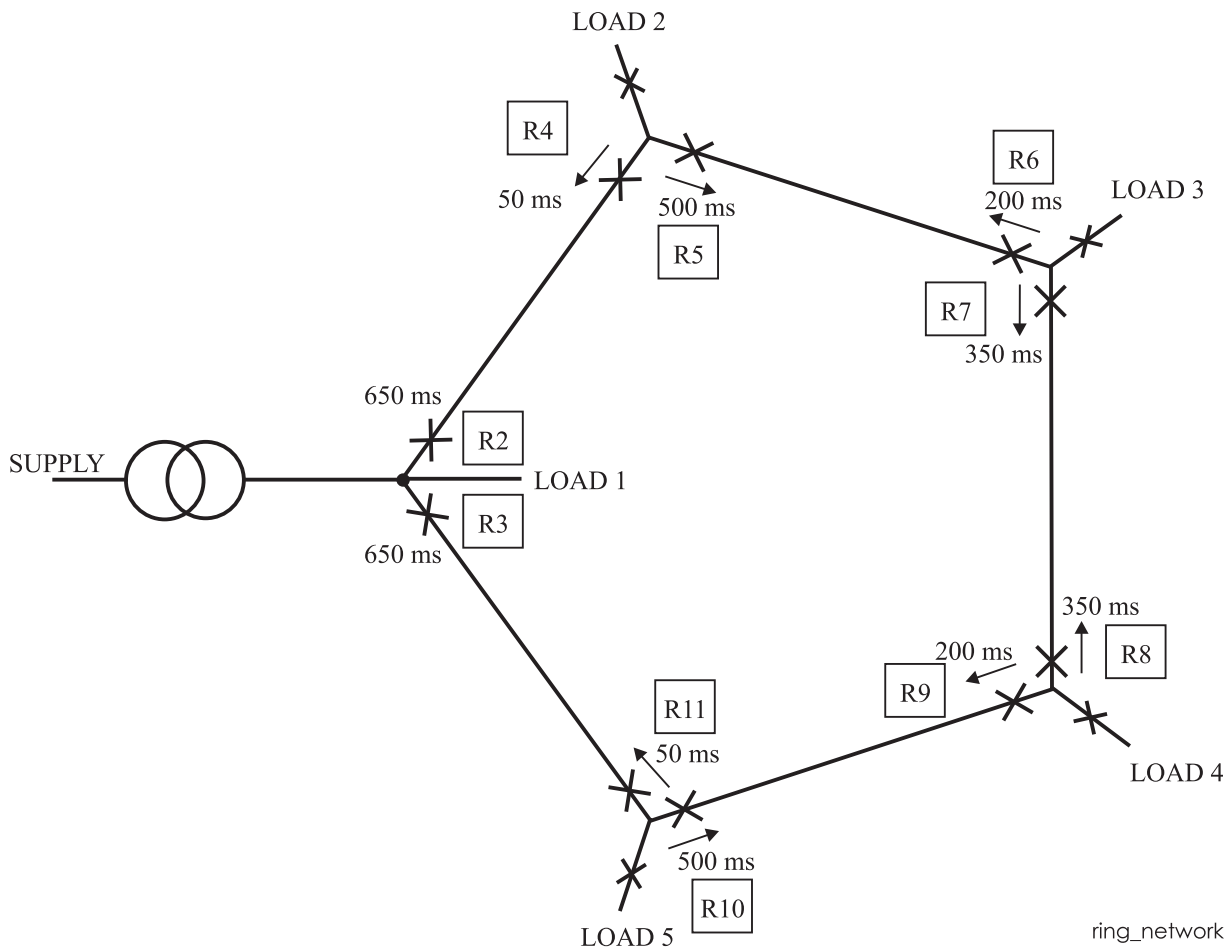 LOAD 2
R4
50 ms
500 ms
R5
R6
200 ms
LOAD 3
R7
350 ms
650 ms
R2
SUPPLY
LOAD 1
R3
650 ms
350 ms
R8
200 ms
R9
R11
50 ms
LOAD 4
500 ms
R10
LOAD 5
ring_network